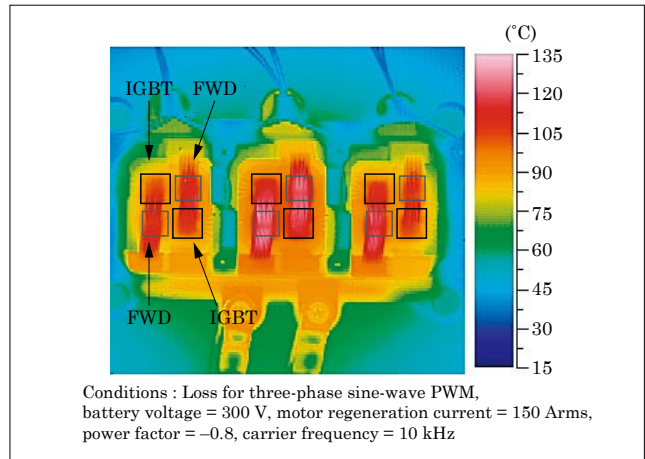 (°C)
IGBT
FWD
135
120
105
90
75
60
45
30
15
FWD
IGBT
Conditions : Loss for three-phase sine-wave PWM,
battery voltage = 300 V, motor regeneration current = 150 Arms,
power factor = –0.8, carrier frequency = 10 kHz